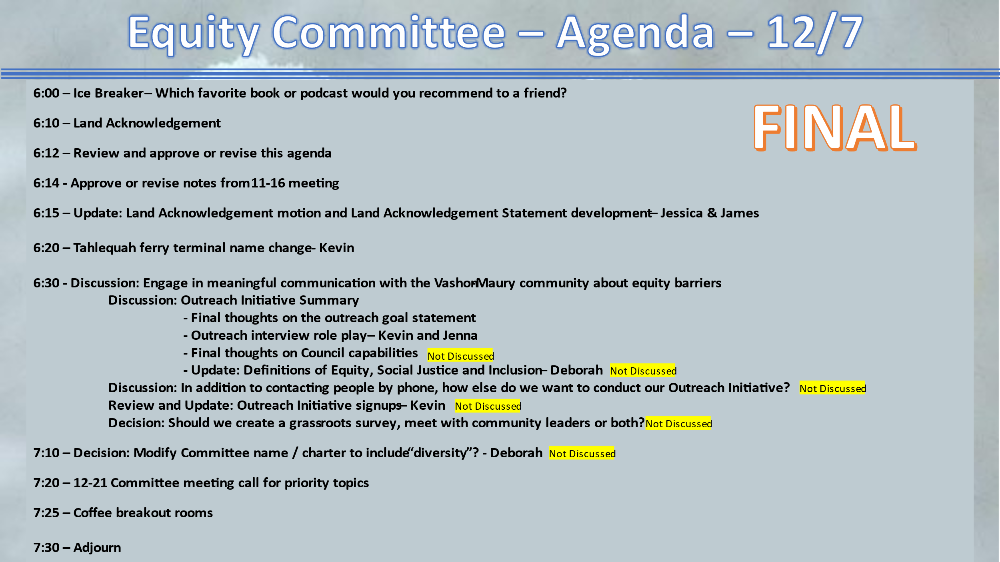 Equity Committee – Agenda – 12/7
6:00 – Ice Breaker – Which favorite book or podcast would you recommend to a friend?
FINAL
6:10 – Land Acknowledgement
6:12 – Review and approve or revise this agenda
6:14 - Approve or revise notes from 11-16 meeting
6:15 – Update: Land Acknowledgement motion and Land Acknowledgement Statement development – Jessica & James
6:20 – Tahlequah ferry terminal name change - Kevin
6:30 - Discussion: Engage in meaningful communication with the Vashon-Maury community about equity barriers
Discussion: Outreach Initiative Summary
- Final thoughts on the outreach goal statement
- Outreach interview role play – Kevin and Jenna
- Final thoughts on Council capabilities Not Discussed
- Update: Definitions of Equity, Social Justice and Inclusion – Deborah Not Discussed
Discussion: In addition to contacting people by phone, how else do we want to conduct our Outreach Initiative? Not Discussed
Review and Update: Outreach Initiative signups – Kevin Not Discussed
Decision: Should we create a grass-roots survey, meet with community leaders or both? Not Discussed
7:10 – Decision: Modify Committee name / charter to include “diversity”? - Deborah Not Discussed
7:20 – 12-21 Committee meeting call for priority topics
7:25 – Coffee breakout rooms
7:30 – Adjourn